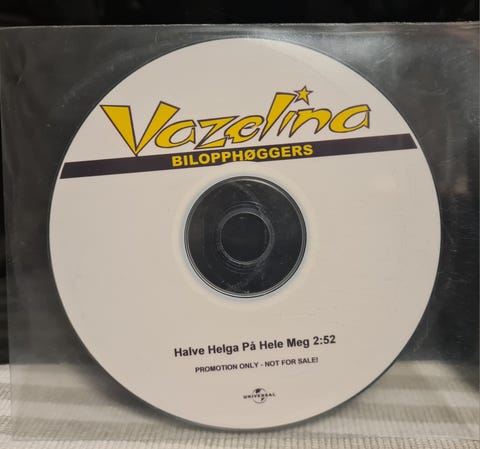 Vazelina
BILOPPHØGGERS
Halve Helga På Hele Meg 2:52
PROMOTION ONLY - NOT FOR SALE!
UNIVERSAL